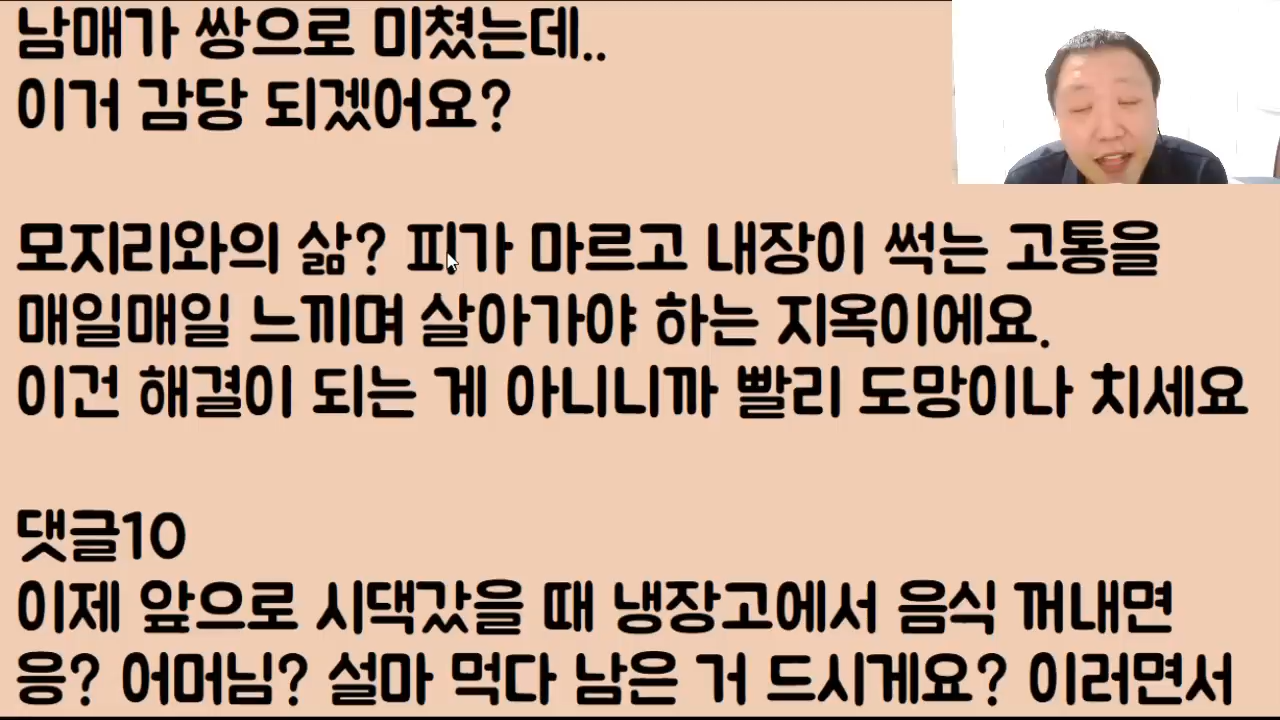 남매가 쌍으로 미쳤는데..
이거 감당 되겠어요?
모지리와의 삶? 피가 마르고 내장이 썩는 고통을
매일매일 느끼며 살아가야 하는 지옥이에요.
이건 해결이 되는 게 아니니까 빨리 도망이나 치세요
댓글10
이제 앞으로 시댁갔을 때 냉장고에서 음식 꺼내면
응? 어머님? 설마 먹다 남은 거 드시게요? 이러면서